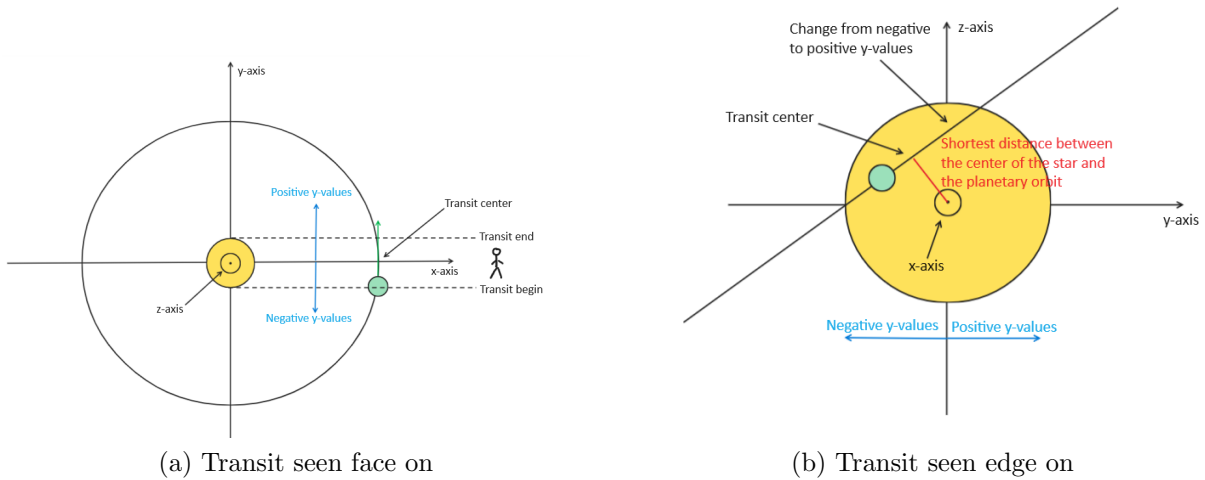 y-axis
Positive y-values
Transit center
Transit end
x-axis
Transit begin
z-axis
Negative y-values
(a) Transit seen face on
Change from negative
to positive y-values
z-axis
Transit center
Shortest distance between
the center of the star and
the planetary orbit
y-axis
x-axis
Negative y-values
Positive y-values
(b) Transit seen edge on